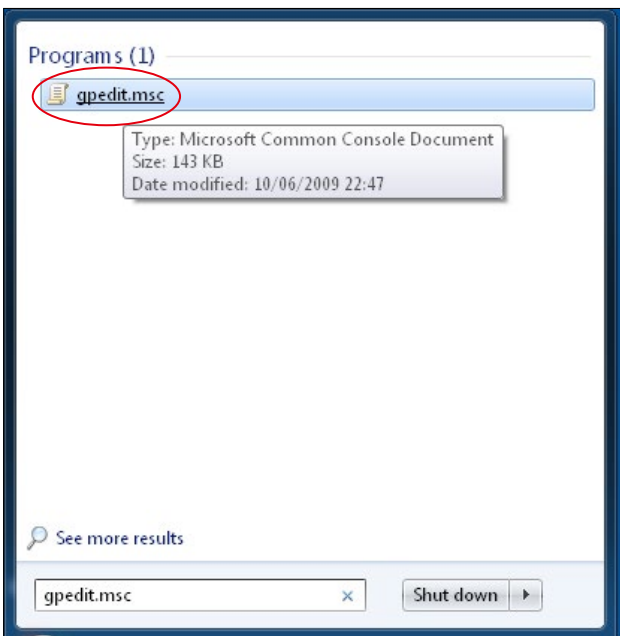 Programs (1)
gpedit.msc
Type: Microsoft Common Console Document
Size: 143 KB
Date modified: 10/06/2009 22:47
See more results
gpedit.msc
Shut down